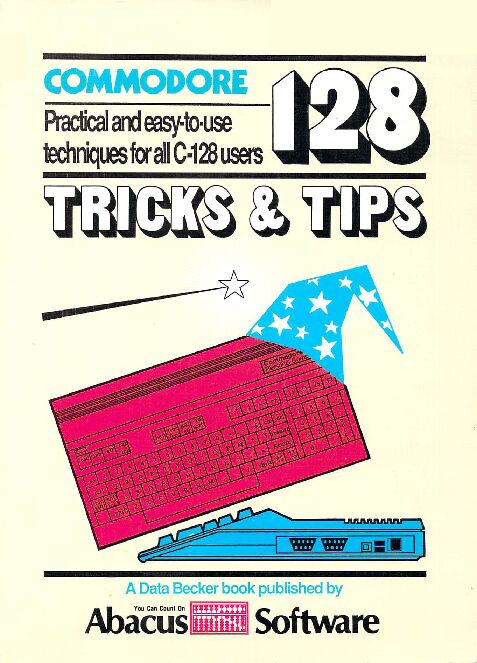 COMMODORE
128
Practical and easy-to-use
techniques for all C-128 users
TRICKS & TIPS
A Data Becker book published by
You Can Count On
Abacus Software